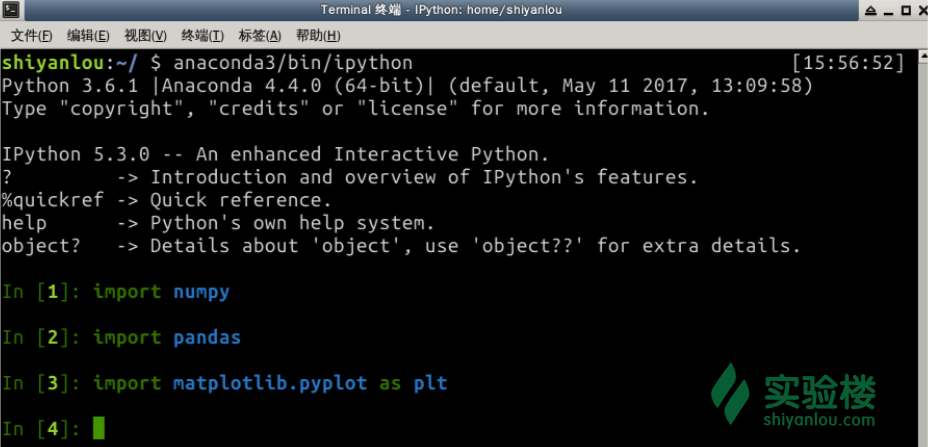 Terminal 终端 - IPython: home/shiyanlou
文件(F) 编辑(E) 视图(V) 终端(T) 标签(A) 帮助(H)
shiyanlou:~/ $ anaconda3/bin/ipython [15:56:52]
Python 3.6.1 |Anaconda 4.4.0 (64-bit)| (default, May 11 2017, 13:09:58)
Type "copyright", "credits" or "license" for more information.
IPython 5.3.0 -- An enhanced Interactive Python.
? -> Introduction and overview of IPython's features.
%quickref -> Quick reference.
help -> Python's own help system.
object? -> Details about 'object', use 'object??' for extra details.
In [1]: import numpy
In [2]: import pandas
In [3]: import matplotlib.pyplot as plt
In [4]:
实验楼
shiyanlou.com